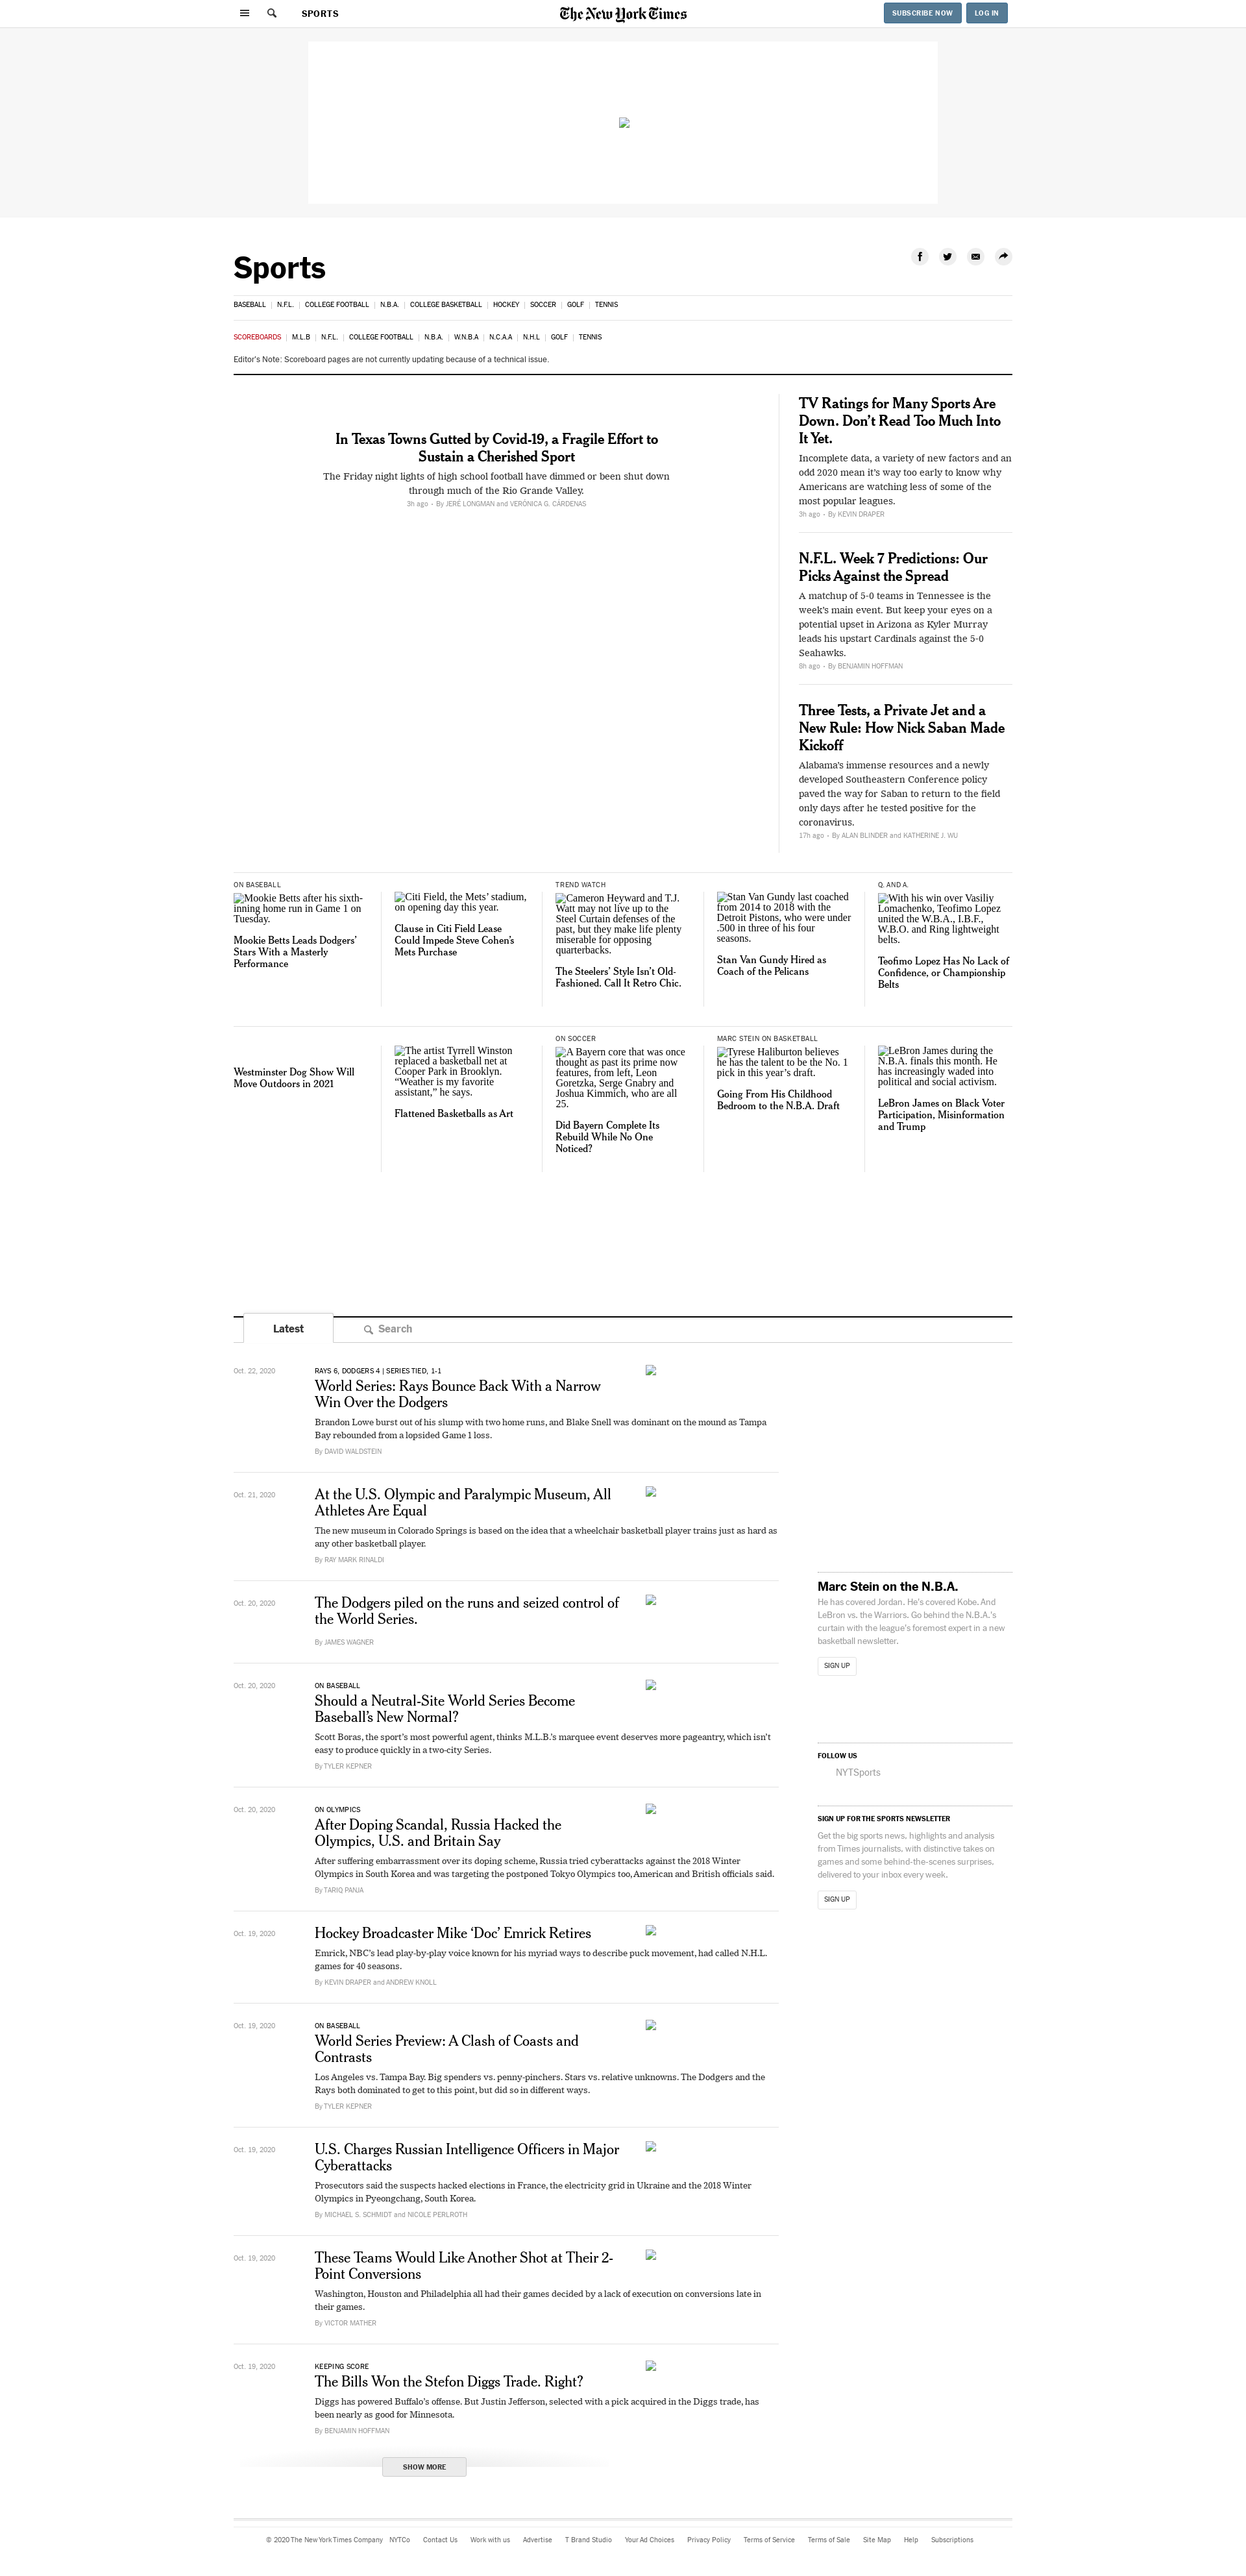 SPORTS
The New York Times
SUBSCRIBE NOW
LOG IN
Sports
BASEBALL N.F.L. COLLEGE FOOTBALL N.B.A. COLLEGE BASKETBALL HOCKEY SOCCER GOLF TENNIS
SCOREBOARDS M.L.B N.F.L. COLLEGE FOOTBALL N.B.A. W.N.B.A N.C.A.A N.H.L GOLF TENNIS
Editor's Note: Scoreboard pages are not currently updating because of a technical issue.
In Texas Towns Gutted by Covid-19, a Fragile Effort to
Sustain a Cherished Sport
The Friday night lights of high school football have dimmed or been shut down
through much of the Rio Grande Valley.
3h ago • By JERÉ LONGMAN and VERÓNICA G. CÁRDENAS
TV Ratings for Many Sports Are
Down. Don't Read Too Much Into
It Yet.
Incomplete data, a variety of new factors and an
odd 2020 mean it's way too early to know why
Americans are watching less of some of the
most popular leagues.
3h ago • By KEVIN DRAPER
N.F.L. Week 7 Predictions: Our
Picks Against the Spread
A matchup of 5-0 teams in Tennessee is the
week's main event. But keep your eyes on a
potential upset in Arizona as Kyler Murray
leads his upstart Cardinals against the 5-0
Seahawks.
8h ago • By BENJAMIN HOFFMAN
Three Tests, a Private Jet and a
New Rule: How Nick Saban Made
Kickoff
Alabama's immense resources and a newly
developed Southeastern Conference policy
paved the way for Saban to return to the field
only days after he tested positive for the
coronavirus.
17h ago • By ALAN BLINDER and KATHERINE J. WU
ON BASEBALL
Mookie Betts after his sixth-
inning home run in Game 1 on
Tuesday.
Mookie Betts Leads Dodgers'
Stars With a Masterly
Performance
Citi Field, the Mets' stadium,
on opening day this year.
Clause in Citi Field Lease
Could Impede Steve Cohen's
Mets Purchase
TREND WATCH
Cameron Heyward and T.J.
Watt may not live up to the
Steel Curtain defenses of the
past, but they make life plenty
miserable for opposing
quarterbacks.
The Steelers' Style Isn't Old-
Fashioned. Call It Retro Chic.
Stan Van Gundy last coached
from 2014 to 2018 with the
Detroit Pistons, who were under
.500 in three of his four
seasons.
Stan Van Gundy Hired as
Coach of the Pelicans
Q. AND A.
With his win over Vasiliy
Lomachenko, Teofimo Lopez
united the W.B.A., I.B.F.,
W.B.O. and Ring lightweight
belts.
Teofimo Lopez Has No Lack of
Confidence, or Championship
Belts
Westminster Dog Show Will
Move Outdoors in 2021
The artist Tyrrell Winston
replaced a basketball net at
Cooper Park in Brooklyn.
“Weather is my favorite
assistant,” he says.
Flattened Basketballs as Art
ON SOCCER
A Bayern core that was once
thought as past its prime now
features, from left, Leon
Goretzka, Serge Gnabry and
Joshua Kimmich, who are all
25.
Did Bayern Complete Its
Rebuild While No One
Noticed?
MARC STEIN ON BASKETBALL
Tyrese Haliburton believes
he has the talent to be the No. 1
pick in this year's draft.
Going From His Childhood
Bedroom to the N.B.A. Draft
LeBron James during the
N.B.A. finals this month. He
has increasingly waded into
political and social activism.
LeBron James on Black Voter
Participation, Misinformation
and Trump
Latest
Search
Oct. 22, 2020
RAYS 6, DODGERS 4 | SERIES TIED, 1-1
World Series: Rays Bounce Back With a Narrow
Win Over the Dodgers
Brandon Lowe burst out of his slump with two home runs, and Blake Snell was dominant on the mound as Tampa
Bay rebounded from a lopsided Game 1 loss.
By DAVID WALDSTEIN
Oct. 21, 2020
At the U.S. Olympic and Paralympic Museum, All
Athletes Are Equal
The new museum in Colorado Springs is based on the idea that a wheelchair basketball player trains just as hard as
any other basketball player.
By RAY MARK RINALDI
Oct. 20, 2020
The Dodgers piled on the runs and seized control of
the World Series.
By JAMES WAGNER
Oct. 20, 2020
ON BASEBALL
Should a Neutral-Site World Series Become
Baseball's New Normal?
Scott Boras, the sport's most powerful agent, thinks M.L.B.'s marquee event deserves more pageantry, which isn't
easy to produce quickly in a two-city Series.
By TYLER KEPNER
Oct. 20, 2020
ON OLYMPICS
After Doping Scandal, Russia Hacked the
Olympics, U.S. and Britain Say
After suffering embarrassment over its doping scheme, Russia tried cyberattacks against the 2018 Winter
Olympics in South Korea and was targeting the postponed Tokyo Olympics too, American and British officials said.
By TARIQ PANJA
Oct. 19, 2020
Hockey Broadcaster Mike ‘Doc’ Emrick Retires
Emrick, NBC's lead play-by-play voice known for his myriad ways to describe puck movement, had called N.H.L.
games for 40 seasons.
By KEVIN DRAPER and ANDREW KNOLL
Oct. 19, 2020
ON BASEBALL
World Series Preview: A Clash of Coasts and
Contrasts
Los Angeles vs. Tampa Bay. Big spenders vs. penny-pinchers. Stars vs. relative unknowns. The Dodgers and the
Rays both dominated to get to this point, but did so in different ways.
By TYLER KEPNER
Oct. 19, 2020
U.S. Charges Russian Intelligence Officers in Major
Cyberattacks
Prosecutors said the suspects hacked elections in France, the electricity grid in Ukraine and the 2018 Winter
Olympics in Pyeongchang, South Korea.
By MICHAEL S. SCHMIDT and NICOLE PERLROTH
Oct. 19, 2020
These Teams Would Like Another Shot at Their 2-
Point Conversions
Washington, Houston and Philadelphia all had their games decided by a lack of execution on conversions late in
their games.
By VICTOR MATHER
Oct. 19, 2020
KEEPING SCORE
The Bills Won the Stefon Diggs Trade. Right?
Diggs has powered Buffalo's offense. But Justin Jefferson, selected with a pick acquired in the Diggs trade, has
been nearly as good for Minnesota.
By BENJAMIN HOFFMAN
SHOW MORE
Marc Stein on the N.B.A.
He has covered Jordan. He's covered Kobe. And
LeBron vs. the Warriors. Go behind the N.B.A.'s
curtain with the league's foremost expert in a new
basketball newsletter.
SIGN UP
FOLLOW US
NYTSports
SIGN UP FOR THE SPORTS NEWSLETTER
Get the big sports news, highlights and analysis
from Times journalists, with distinctive takes on
games and some behind-the-scenes surprises,
delivered to your inbox every week.
SIGN UP
© 2020 The New York Times Company NYTCo Contact Us Work with us Advertise T Brand Studio Your Ad Choices Privacy Policy Terms of Service Terms of Sale Site Map Help Subscriptions